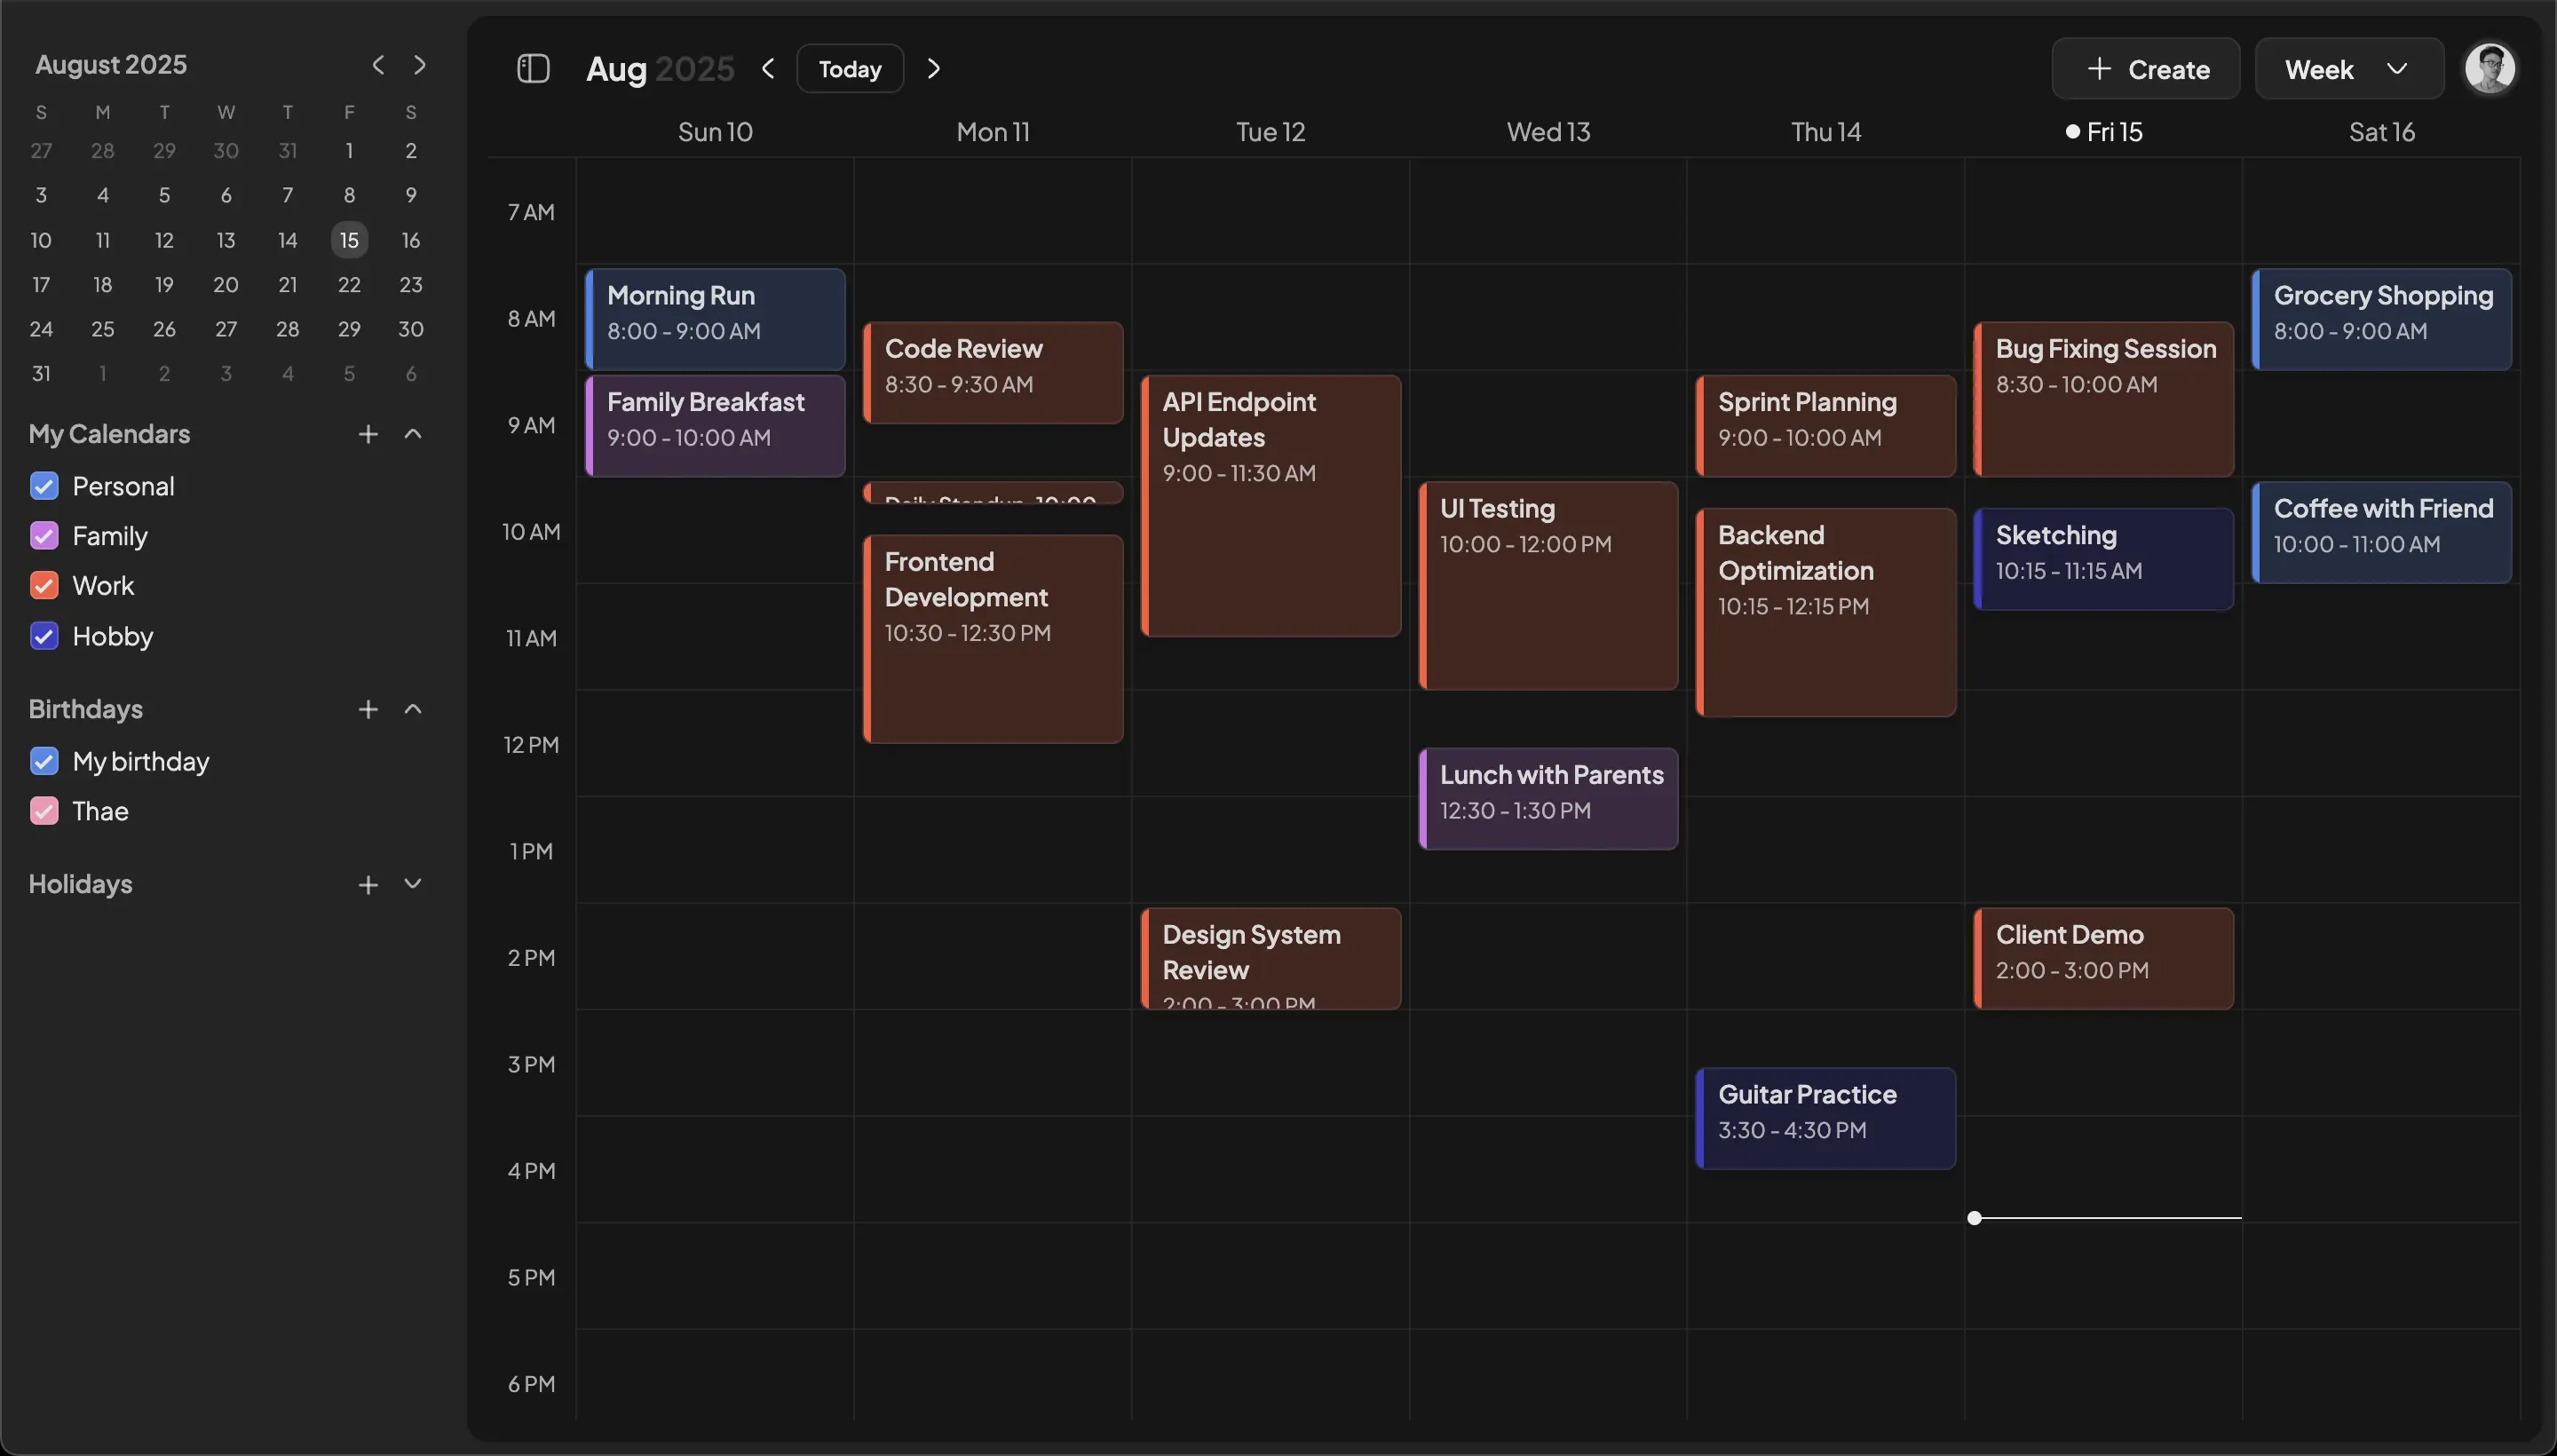 August 2025
S M T W T F S
27 28 29 30 31 1 2
3 4 5 6 7 8 9
10 11 12 13 14 15 16
17 18 19 20 21 22 23
24 25 26 27 28 29 30
31 1 2 3 4 5 6
My Calendars
Personal
Family
Work
Hobby
Birthdays
My birthday
Thae
Holidays
Aug 2025
Today
Create
Week
Sun 10
Mon 11
Tue 12
Wed 13
Thu 14
Fri 15
Sat 16
7 AM
8 AM
9 AM
10 AM
11 AM
12 PM
1 PM
2 PM
3 PM
4 PM
5 PM
6 PM
Morning Run
8:00 - 9:00 AM
Family Breakfast
9:00 - 10:00 AM
Code Review
8:30 - 9:30 AM
Daily Standup, 10:00
Frontend
Development
10:30 - 12:30 PM
API Endpoint
Updates
9:00 - 11:30 AM
Design System
Review
2:00 - 3:00 PM
UI Testing
10:00 - 12:00 PM
Lunch with Parents
12:30 - 1:30 PM
Sprint Planning
9:00 - 10:00 AM
Backend
Optimization
10:15 - 12:15 PM
Guitar Practice
3:30 - 4:30 PM
Bug Fixing Session
8:30 - 10:00 AM
Sketching
10:15 - 11:15 AM
Client Demo
2:00 - 3:00 PM
Grocery Shopping
8:00 - 9:00 AM
Coffee with Friend
10:00 - 11:00 AM